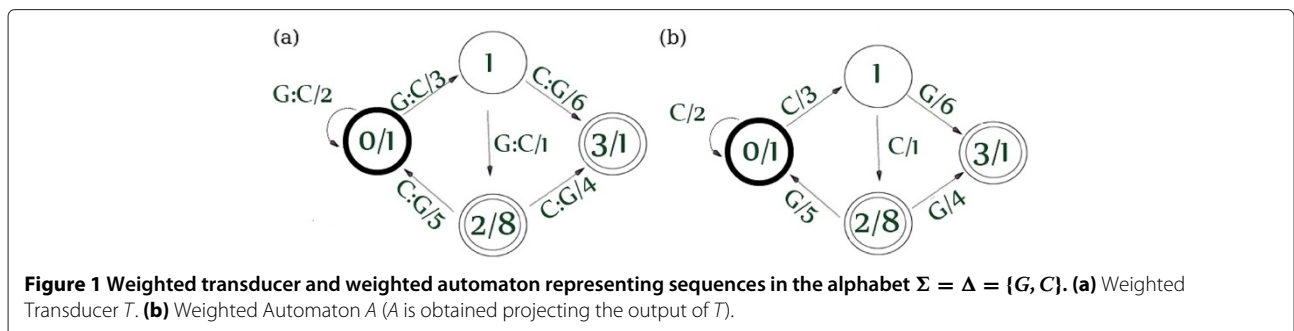 (a)
G:C/2
0/1
G:C/3
1
C:G/6
G:C/1
3/1
C:G/5
2/8
C:G/4
(b)
C/2
0/1
C/3
1
G/6
C/1
3/1
G/5
2/8
G/4
Figure 1 Weighted transducer and weighted automaton representing sequences in the alphabet Σ = Δ = {G, C}. (a) Weighted
Transducer T. (b) Weighted Automaton A (A is obtained projecting the output of T).